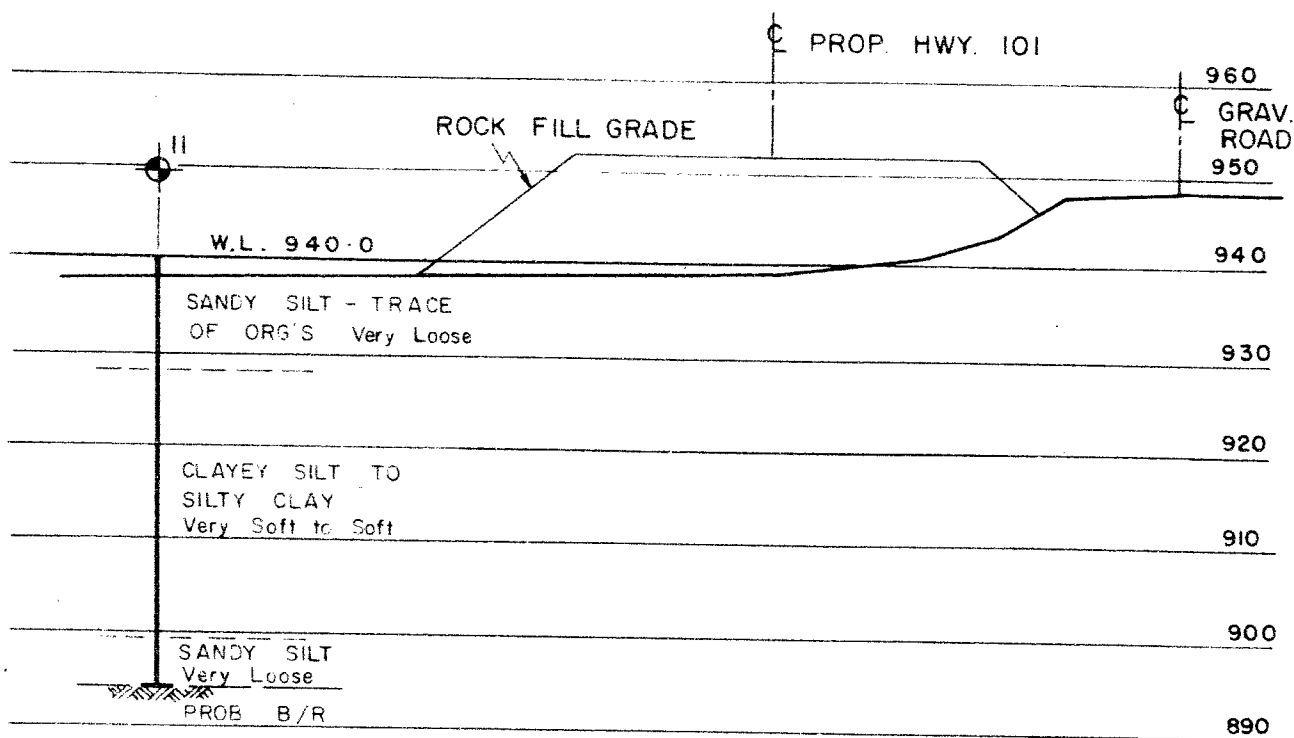 ℄ PROP. HWY. 101
960
℄ GRAV.
ROAD
ROCK FILL GRADE
11
950
W.L. 940.0
940
SANDY SILT - TRACE
OF ORG'S Very Loose
930
920
CLAYEY SILT TO
SILTY CLAY
Very Soft to Soft
910
900
SANDY SILT
Very Loose
PROB B/R
890